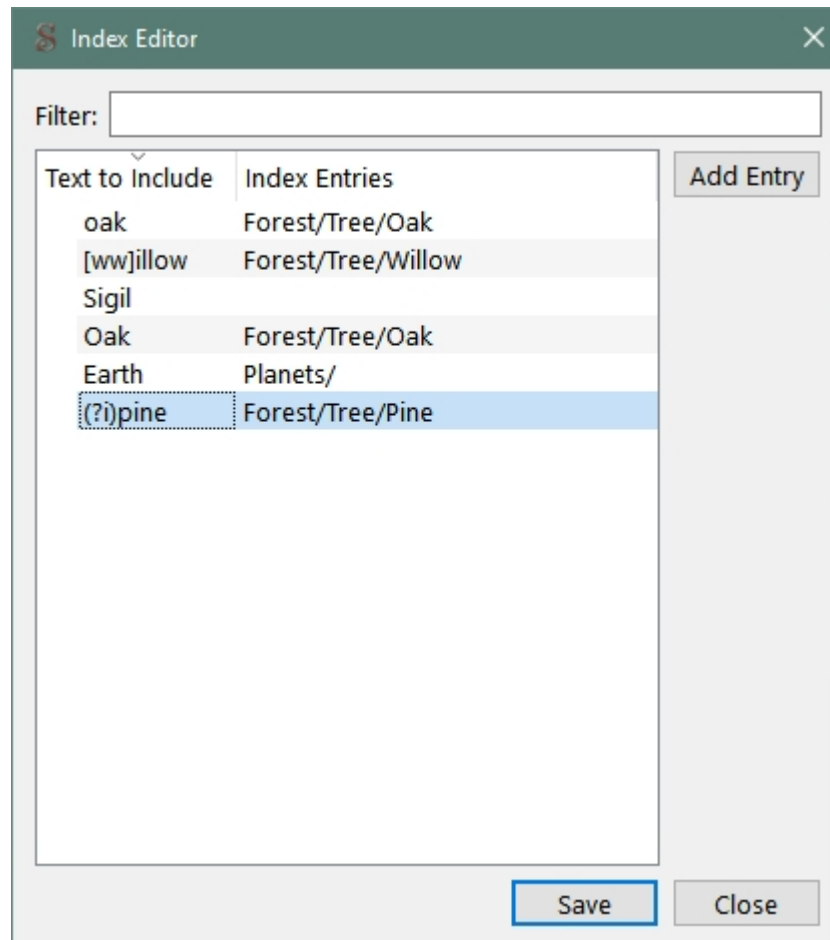 Index Editor
Filter:
Text to Include Index Entries Add Entry
oak Forest/Tree/Oak
[ww]illow Forest/Tree/Willow
Sigil
Oak Forest/Tree/Oak
Earth Planets/
(?i)pine Forest/Tree/Pine
Save Close